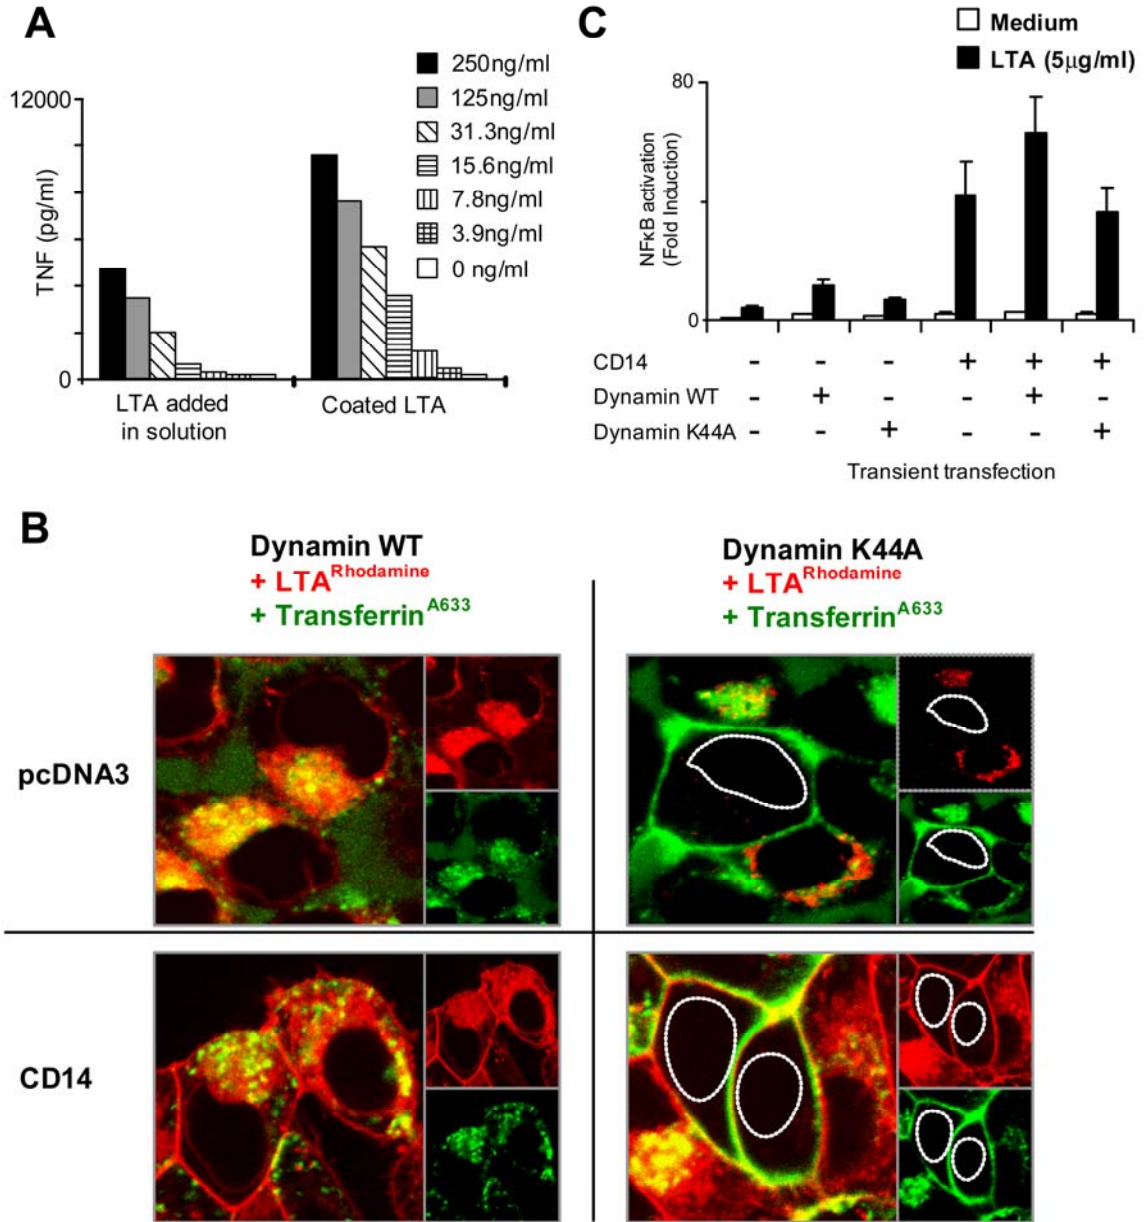 A
250ng/ml
125ng/ml
31.3ng/ml
15.6ng/ml
7.8ng/ml
3.9ng/ml
0 ng/ml
12000
0
TNF (pg/ml)
LTA added
in solution
Coated LTA
C
Medium
LTA (5μg/ml)
80
0
NFκB activation
(Fold Induction)
CD14 - - - + + +
Dynamin WT - + - - + -
Dynamin K44A - - + - - +
Transient transfection
B
Dynamin WT
+ LTA Rhodamine
+ Transferrin A633
Dynamin K44A
+ LTA Rhodamine
+ Transferrin A633
pcDNA3
CD14